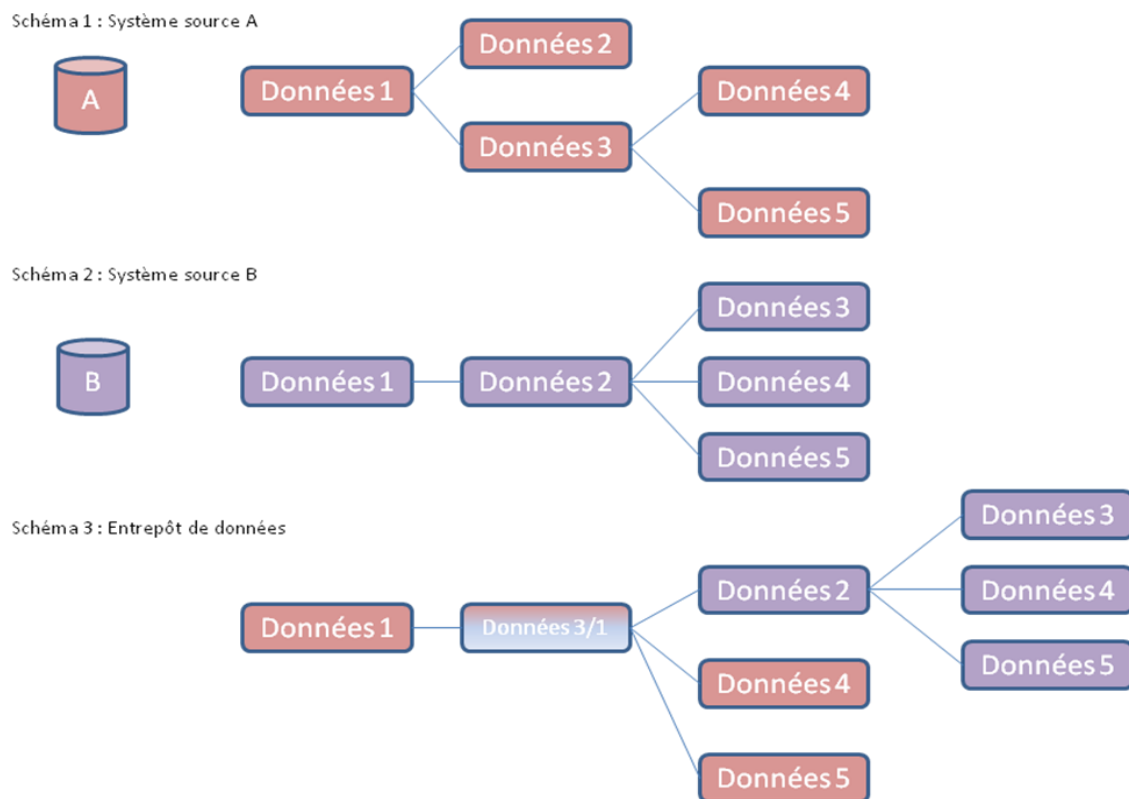 Schéma 1 : Système source A
A
Données 1
Données 2
Données 3
Données 4
Données 5
Schéma 2 : Système source B
B
Données 1
Données 2
Données 3
Données 4
Données 5
Schéma 3 : Entrepôt de données
Données 1
Données 3/1
Données 2
Données 4
Données 5
Données 3
Données 4
Données 5